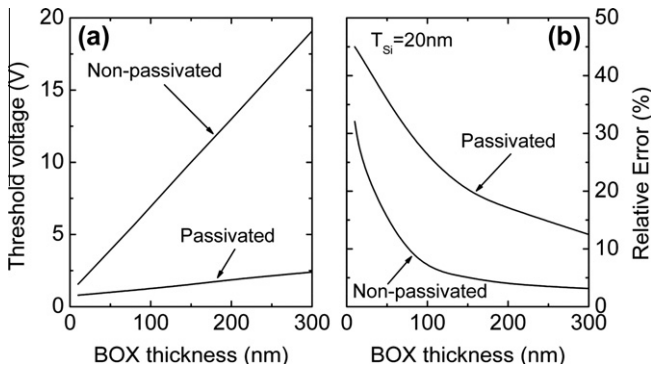 Threshold voltage (V)
20
15
10
5
0
(a)
Non-passivated
Passivated
0 100 200 300
BOX thickness (nm)
T_Si=20nm
(b)
Passivated
Non-passivated
0 100 200 300
BOX thickness (nm)
50
40
30
20
10
0
Relative Error (%)